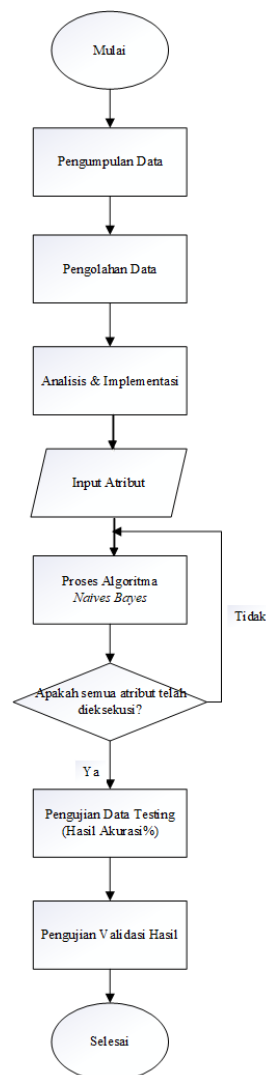 Mulai
Pengumpulan Data
Pengolahan Data
Analisis & Implementasi
Input Atribut
Proses Algoritma
Naives Bayes
Tidak
Apakah semua atribut telah
dieksekusi?
Ya
Pengujian Data Testing
(Hasil Akurasi%)
Pengujian Validasi Hasil
Selesai